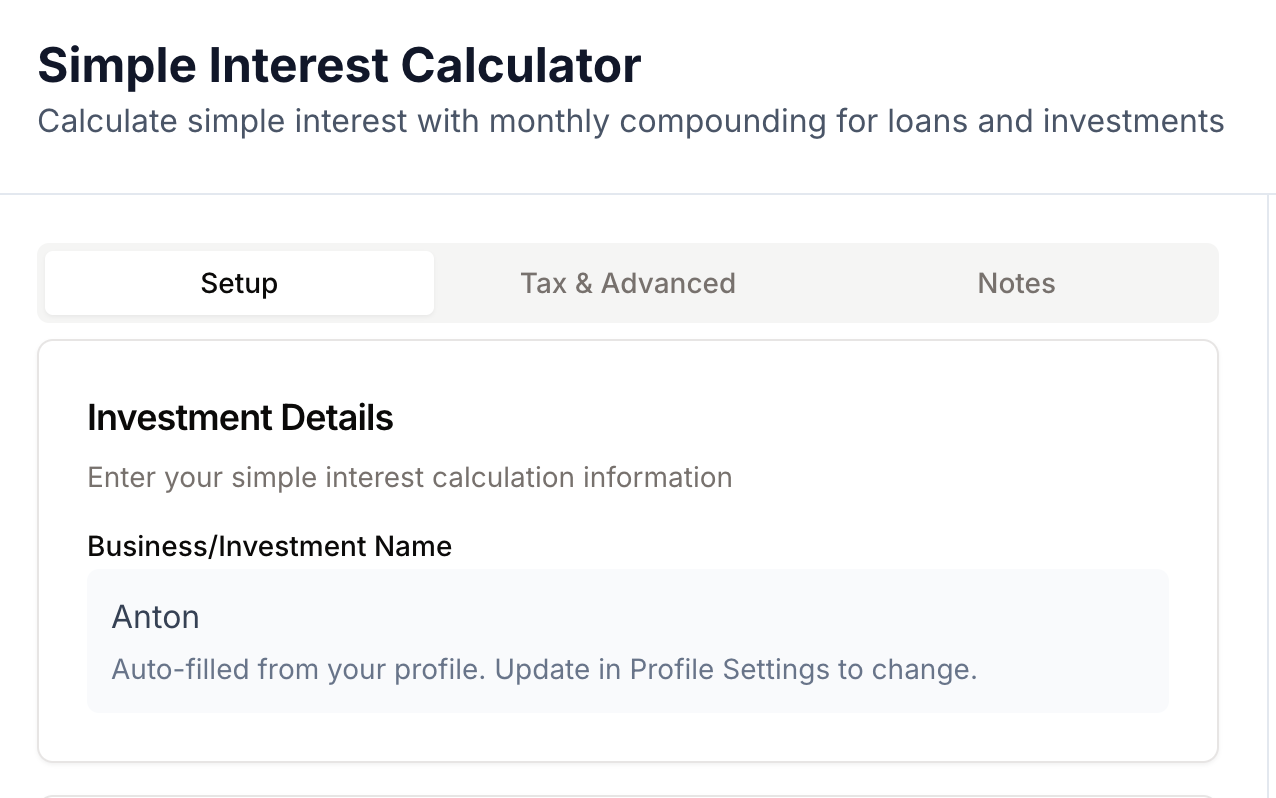 Simple Interest Calculator
Calculate simple interest with monthly compounding for loans and investments
Setup
Tax & Advanced
Notes
Investment Details
Enter your simple interest calculation information
Business/Investment Name
Anton
Auto-filled from your profile. Update in Profile Settings to change.